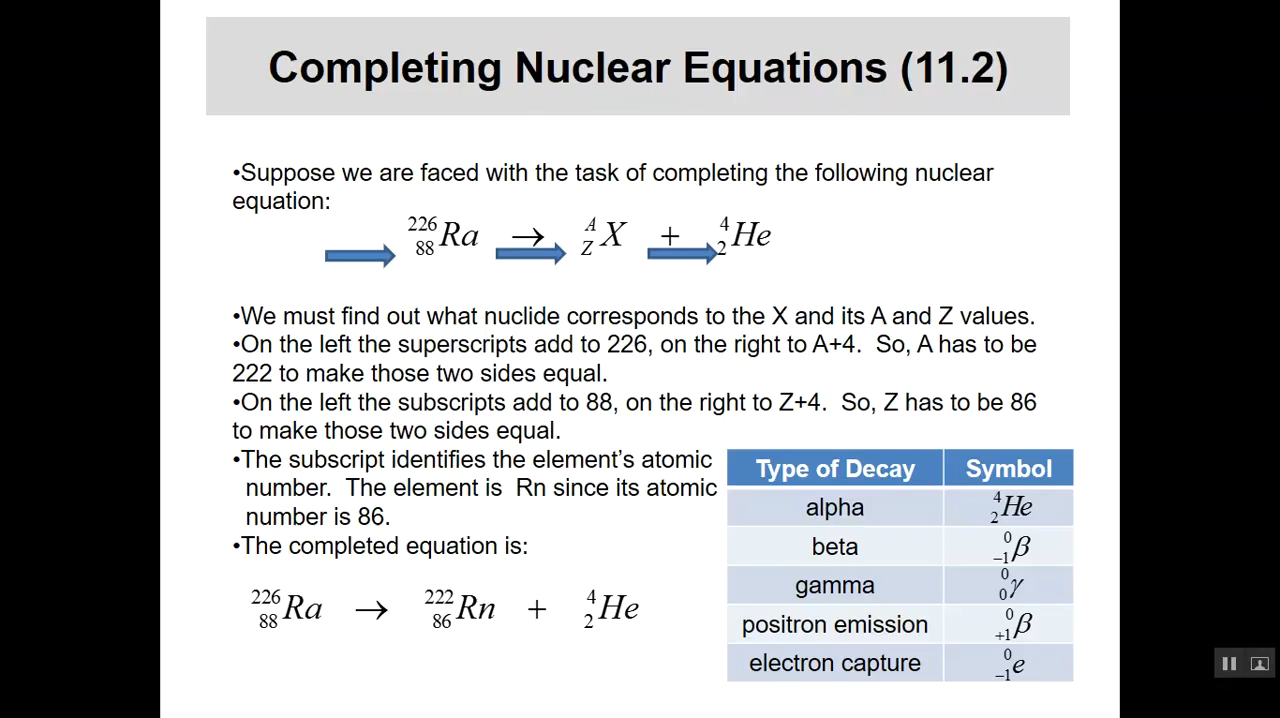 Completing Nuclear Equations (11.2)
•Suppose we are faced with the task of completing the following nuclear
equation:
²²⁶₈₈Ra → ᴬ_Z X + ⁴₂He
•We must find out what nuclide corresponds to the X and its A and Z values.
•On the left the superscripts add to 226, on the right to A+4.  So, A has to be
222 to make those two sides equal.
•On the left the subscripts add to 88, on the right to Z+4.  So, Z has to be 86
to make those two sides equal.
•The subscript identifies the element’s atomic
number.  The element is  Rn since its atomic
number is 86.
•The completed equation is:
²²⁶₈₈Ra → ²²²₈₆Rn + ⁴₂He
Type of Decay Symbol
alpha ⁴₂He
beta ⁰₋₁β
gamma ⁰₀γ
positron emission ⁰₊₁β
electron capture ⁰₋₁e